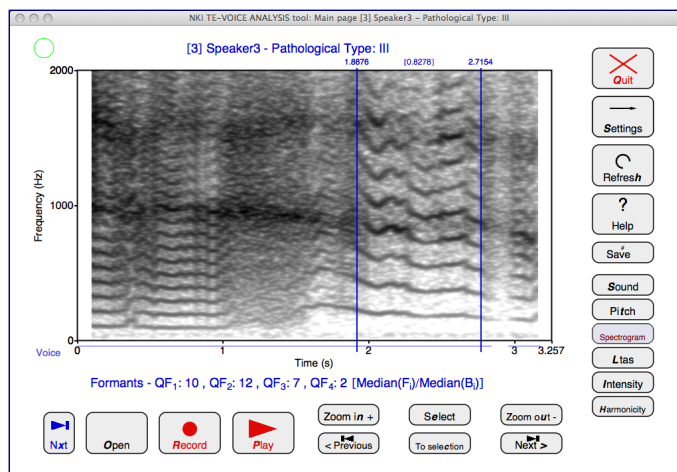 NKI TE-VOICE ANALYSIS tool: Main page [3] Speaker3 - Pathological Type: III
[3] Speaker3 - Pathological Type: III
1.8876 [0.8278] 2.7154
2000
1000
0
Frequency (Hz)
0 1 2 3 3.257
Voice
Time (s)
Formants - QF1: 10 , QF2: 12 , QF3: 7 , QF4: 2 [Median(Fi)/Median(Bi)]
Quit
Settings
Refresh
?
Help
Save
Sound
Pitch
Spectrogram
Ltas
Intensity
Harmonicity
Nxt
Open
Record
Play
Zoom in +
Select
Zoom out -
< Previous
To selection
Next >